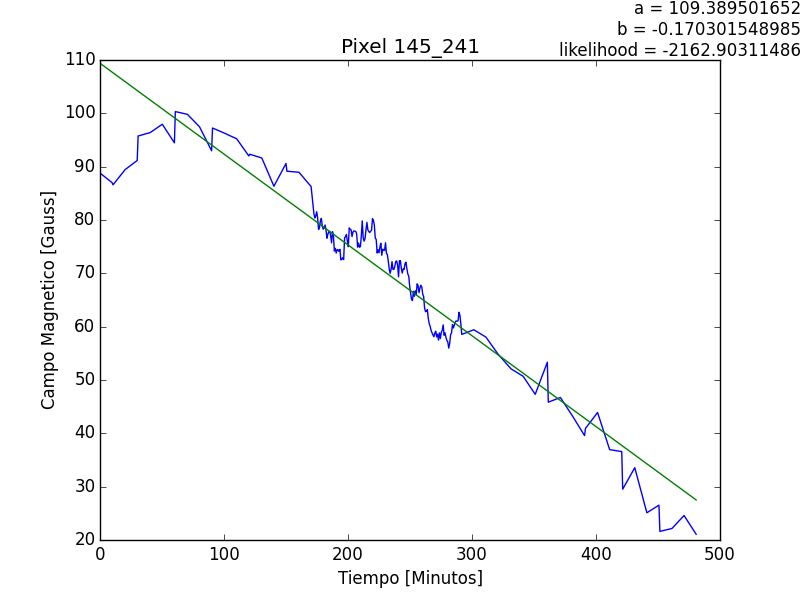 a = 109.389501652
b = -0.170301548985
likelihood = -2162.90311486
Pixel 145_241
110
100
90
80
70
60
50
40
30
20
Campo Magnetico [Gauss]
0 100 200 300 400 500
Tiempo [Minutos]